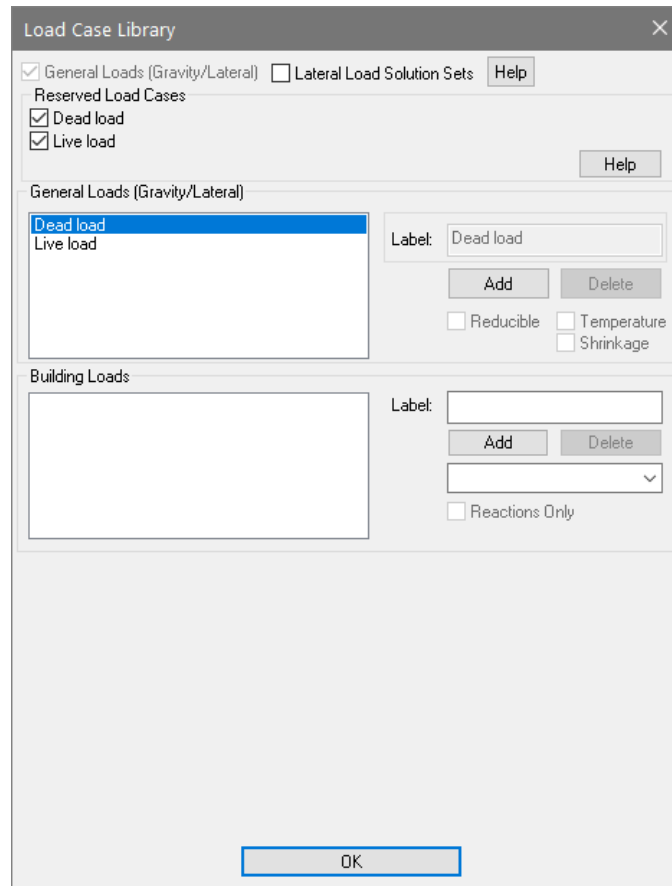 Load Case Library
General Loads (Gravity/Lateral) Lateral Load Solution Sets Help
Reserved Load Cases
Dead load
Live load
Help
General Loads (Gravity/Lateral)
Dead load
Live load
Label: Dead load
Add Delete
Reducible Temperature
Shrinkage
Building Loads
Label:
Add Delete
Reactions Only
OK